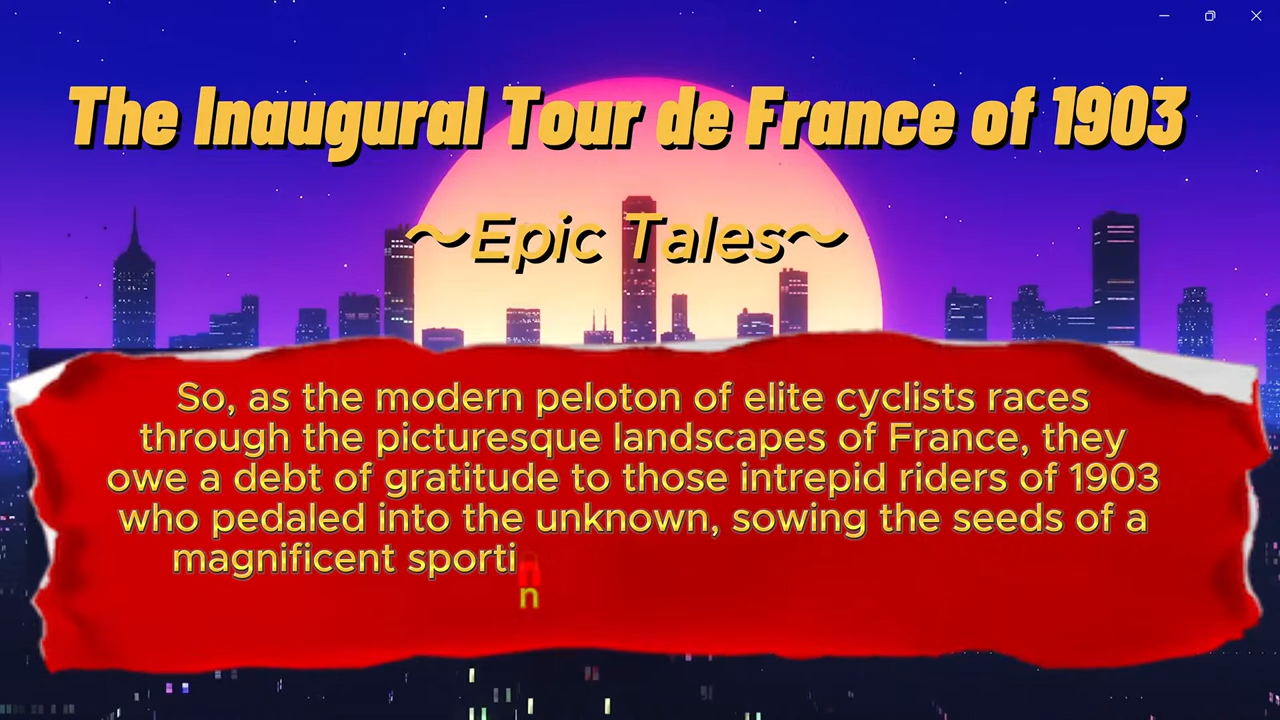 The Inaugural Tour de France of 1903
~Epic Tales~
So, as the modern peloton of elite cyclists races
through the picturesque landscapes of France, they
owe a debt of gratitude to those intrepid riders of 1903
who pedaled into the unknown, sowing the seeds of a
magnificent sportin